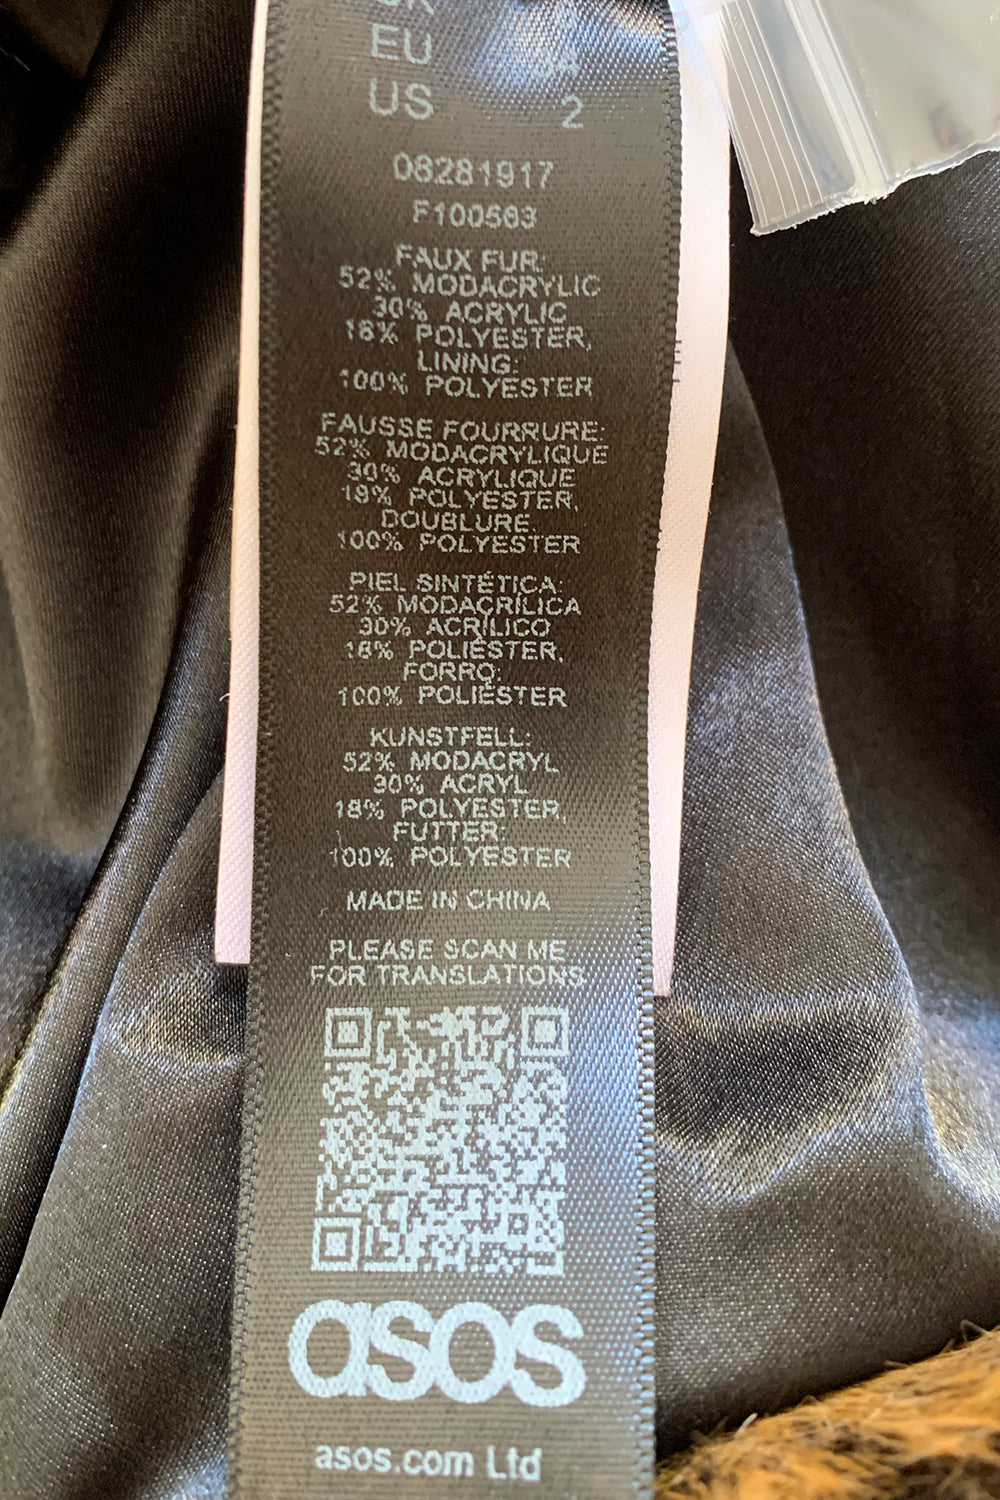 EU
US 2
08281917
F100563
FAUX FUR:
52% MODACRYLIC
30% ACRYLIC
18% POLYESTER,
LINING:
100% POLYESTER
FAUSSE FOURRURE:
52% MODACRYLIQUE
30% ACRYLIQUE
18% POLYESTER,
DOUBLURE:
100% POLYESTER
PIEL SINTÉTICA:
52% MODACRÍLICA
30% ACRÍLICO
18% POLIÉSTER,
FORRO:
100% POLIÉSTER
KUNSTFELL:
52% MODACRYL
30% ACRYL
18% POLYESTER,
FUTTER:
100% POLYESTER
MADE IN CHINA
PLEASE SCAN ME
FOR TRANSLATIONS
asos
asos.com Ltd